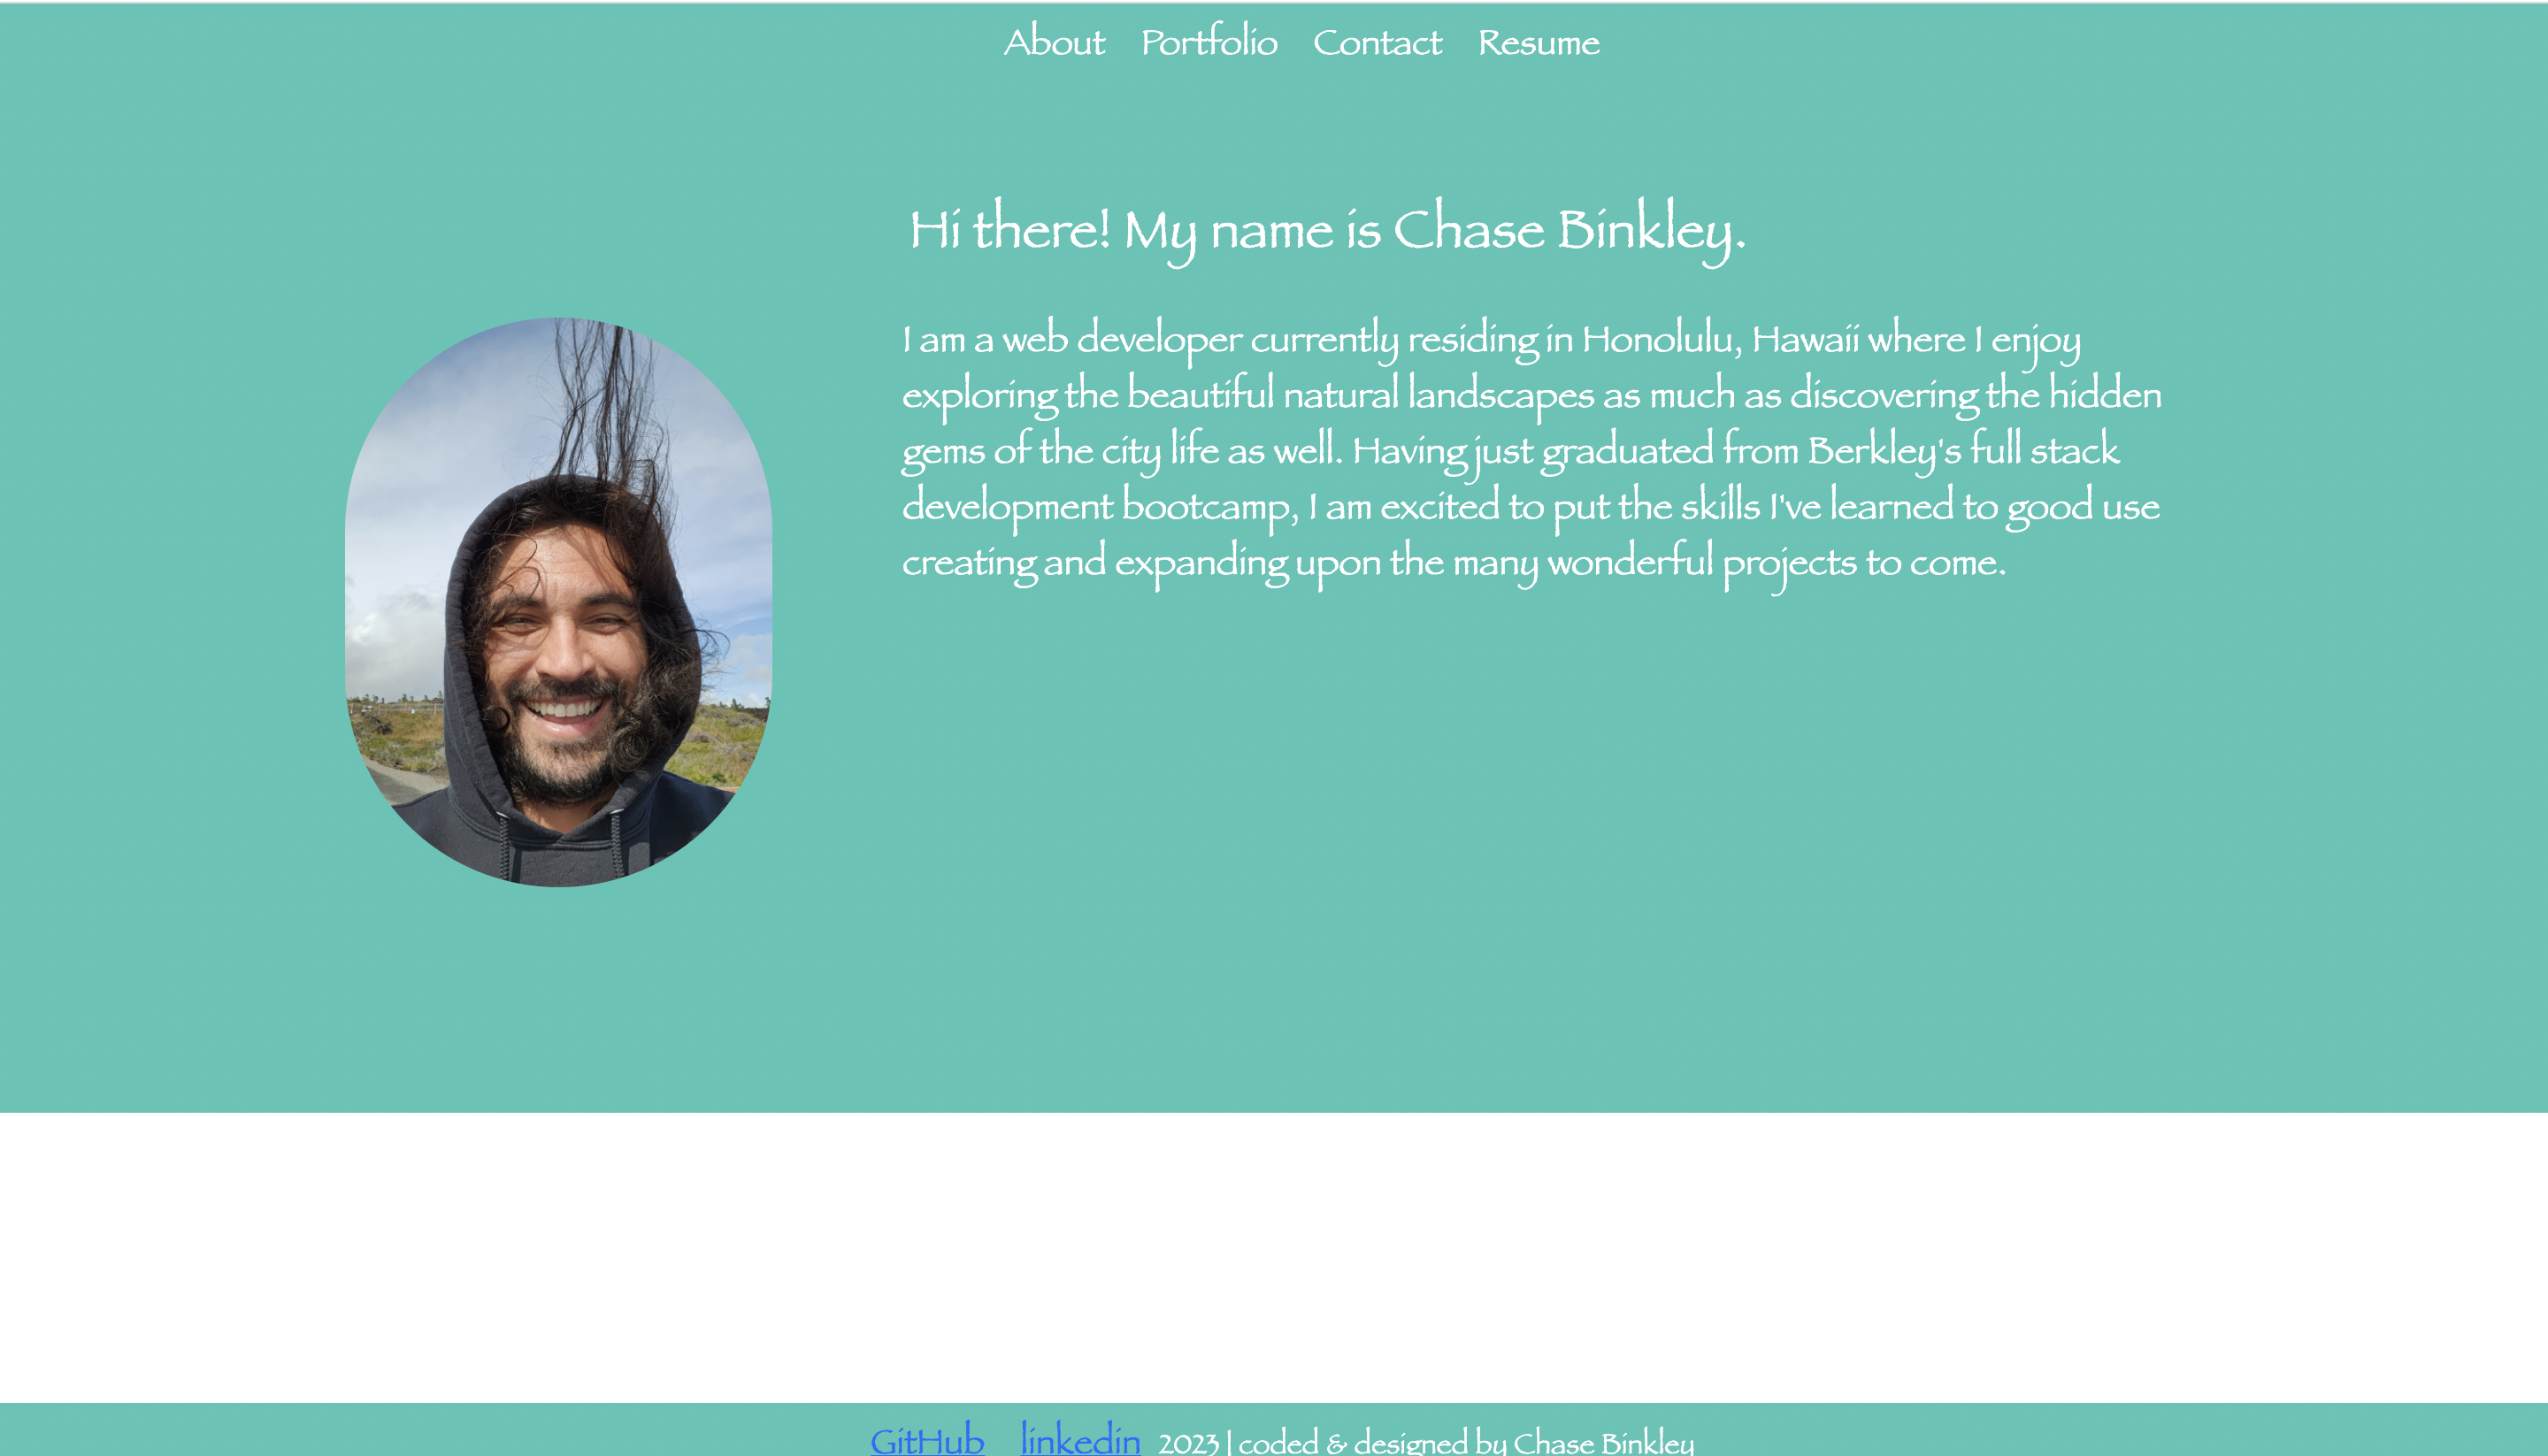 About Portfolio Contact Resume
Hi there! My name is Chase Binkley.
I am a web developer currently residing in Honolulu, Hawaii where I enjoy
exploring the beautiful natural landscapes as much as discovering the hidden
gems of the city life as well. Having just graduated from Berkley's full stack
development bootcamp, I am excited to put the skills I've learned to good use
creating and expanding upon the many wonderful projects to come.
GitHub linkedin 2023 | coded & designed by Chase Binkley